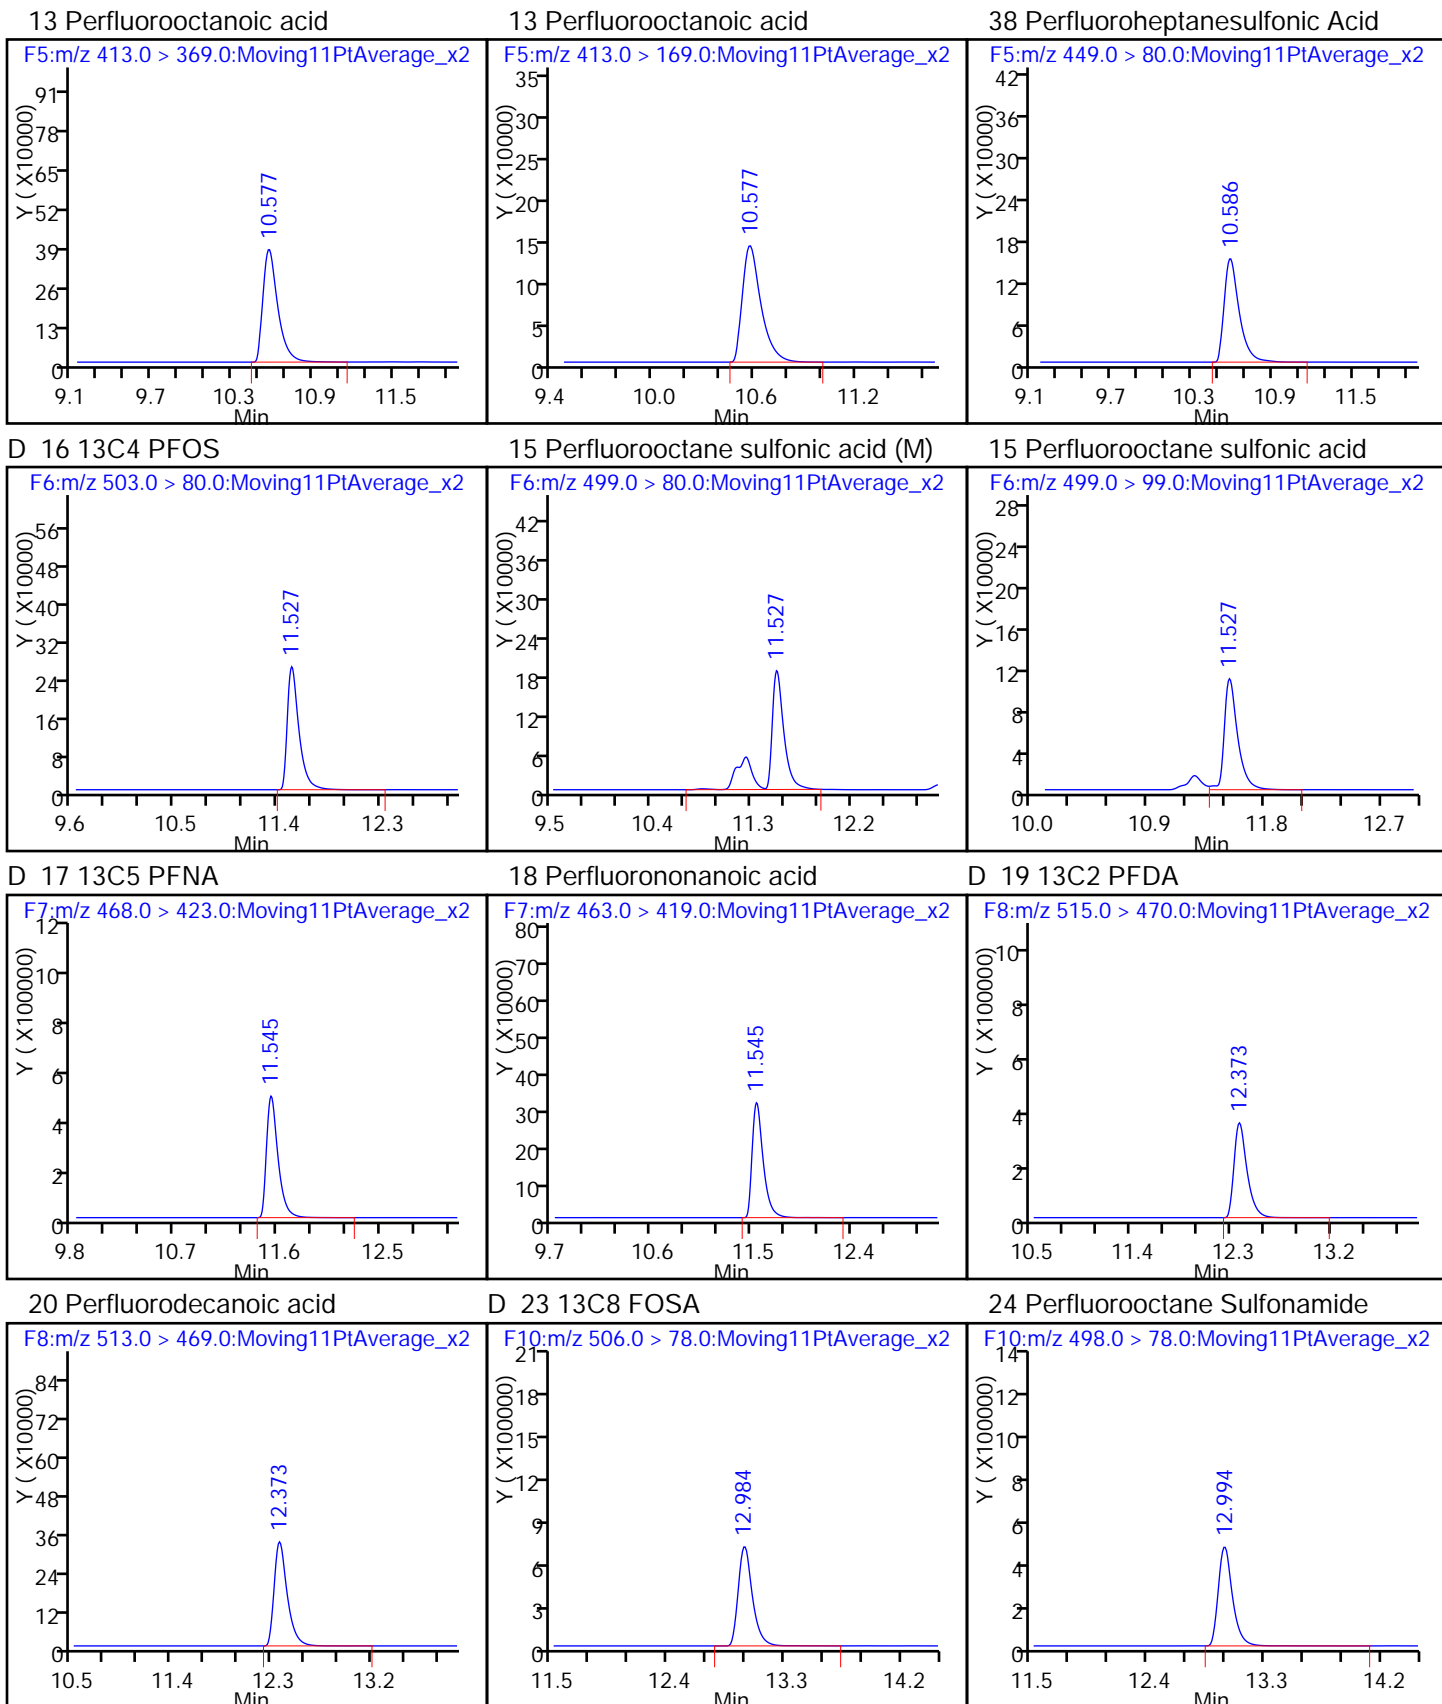 13 Perfluorooctanoic acid
F5:m/z 413.0 > 369.0:Moving11PtAverage_x2
Y ( X10000)
91
78
65
52
39
26
13
0
10.577
9.1 9.7 10.3 10.9 11.5
Min
13 Perfluorooctanoic acid
F5:m/z 413.0 > 169.0:Moving11PtAverage_x2
Y ( X10000)
35
30
25
20
15
10
5
0
10.577
9.4 10.0 10.6 11.2
Min
38 Perfluoroheptanesulfonic Acid
F5:m/z 449.0 > 80.0:Moving11PtAverage_x2
Y ( X10000)
42
36
30
24
18
12
6
0
10.586
9.1 9.7 10.3 10.9 11.5
Min
D 16 13C4 PFOS
F6:m/z 503.0 > 80.0:Moving11PtAverage_x2
Y ( X10000)
56
48
40
32
24
16
8
0
11.527
9.6 10.5 11.4 12.3
Min
15 Perfluorooctane sulfonic acid (M)
F6:m/z 499.0 > 80.0:Moving11PtAverage_x2
Y ( X10000)
42
36
30
24
18
12
6
0
11.527
9.5 10.4 11.3 12.2
Min
15 Perfluorooctane sulfonic acid
F6:m/z 499.0 > 99.0:Moving11PtAverage_x2
Y ( X10000)
28
24
20
16
12
8
4
0
11.527
10.0 10.9 11.8 12.7
Min
D 17 13C5 PFNA
F7:m/z 468.0 > 423.0:Moving11PtAverage_x2
Y ( X100000)
12
10
8
6
4
2
0
11.545
9.8 10.7 11.6 12.5
Min
18 Perfluorononanoic acid
F7:m/z 463.0 > 419.0:Moving11PtAverage_x2
Y ( X10000)
80
70
60
50
40
30
20
10
0
11.545
9.7 10.6 11.5 12.4
Min
D 19 13C2 PFDA
F8:m/z 515.0 > 470.0:Moving11PtAverage_x2
Y ( X100000)
10
8
6
4
2
0
12.373
10.5 11.4 12.3 13.2
Min
20 Perfluorodecanoic acid
F8:m/z 513.0 > 469.0:Moving11PtAverage_x2
Y ( X10000)
84
72
60
48
36
24
12
0
12.373
10.5 11.4 12.3 13.2
Min
D 23 13C8 FOSA
F10:m/z 506.0 > 78.0:Moving11PtAverage_x2
Y ( X100000)
21
18
15
12
9
6
3
0
12.984
11.5 12.4 13.3 14.2
Min
24 Perfluorooctane Sulfonamide
F10:m/z 498.0 > 78.0:Moving11PtAverage_x2
Y ( X100000)
14
12
10
8
6
4
2
0
12.994
11.5 12.4 13.3 14.2
Min